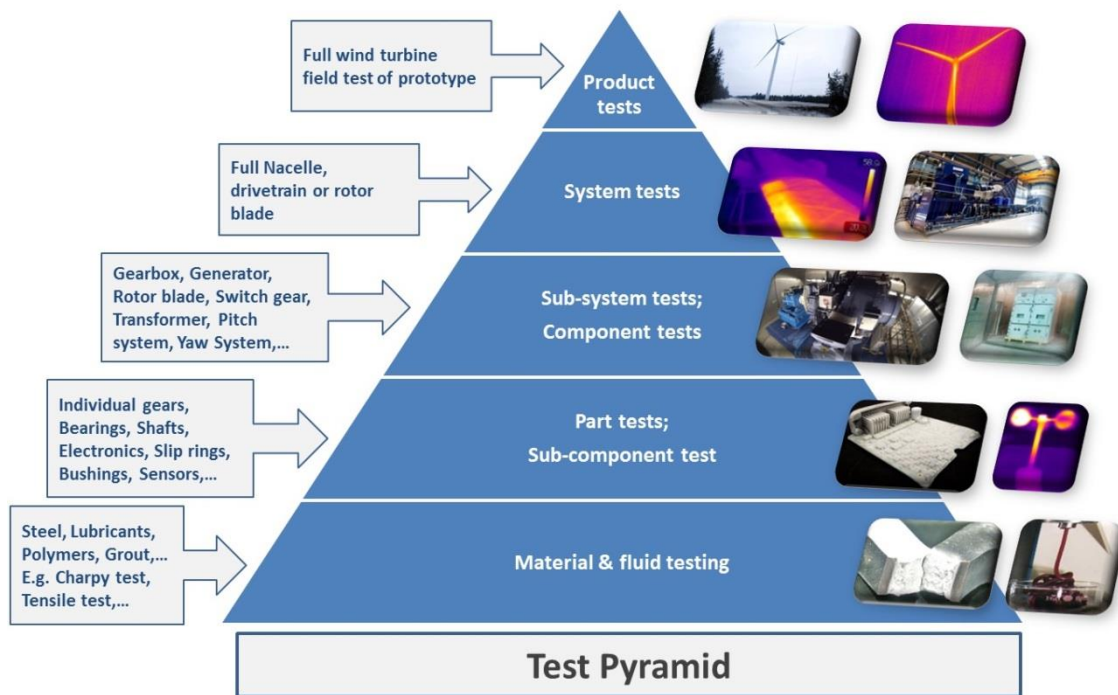 Full wind turbine
field test of prototype
Product
tests
Full Nacelle,
drivetrain or rotor
blade
System tests
Gearbox, Generator,
Rotor blade, Switch gear,
Transformer, Pitch
system, Yaw System,...
Sub-system tests;
Component tests
Individual gears,
Bearings, Shafts,
Electronics, Slip rings,
Bushings, Sensors,...
Part tests;
Sub-component test
Steel, Lubricants,
Polymers, Grout,...
E.g. Charpy test,
Tensile test,...
Material & fluid testing
Test Pyramid